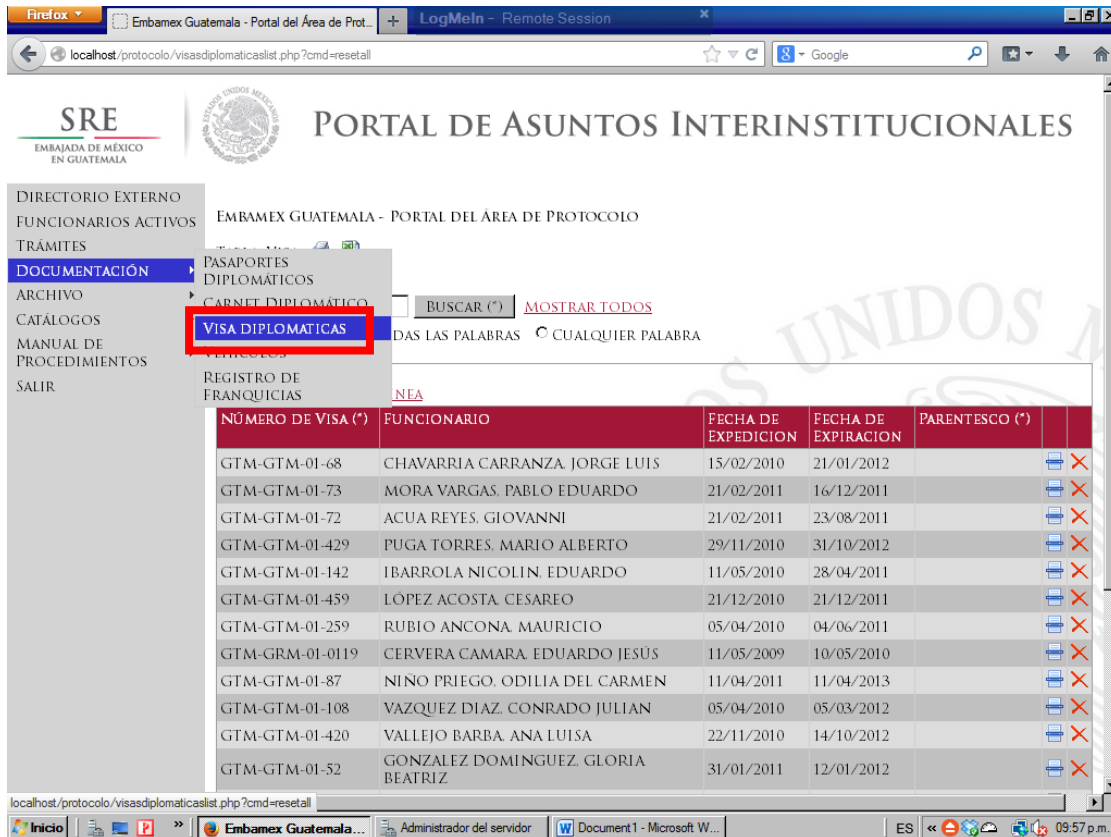 Firefox
Embamex Guatemala - Portal del Área de Prot...
LogMeIn - Remote Session
localhost/protocolo/visasdiplomaticaslist.php?cmd=resetall
Google
SRE
EMBAJADA DE MÉXICO
EN GUATEMALA
ESTADOS UNIDOS MEXICANOS
PORTAL DE ASUNTOS INTERINSTITUCIONALES
DIRECTORIO EXTERNO
FUNCIONARIOS ACTIVOS
TRÁMITES
DOCUMENTACIÓN
ARCHIVO
CATÁLOGOS
MANUAL DE
PROCEDIMIENTOS
SALIR
EMBAMEX GUATEMALA - PORTAL DEL ÁREA DE PROTOCOLO
PASAPORTES
DIPLOMÁTICOS
CARNET DIPLOMÁTICO
VISA DIPLOMATICAS
VEHÍCULOS
REGISTRO DE
FRANQUICIAS
BUSCAR (*) MOSTRAR TODOS
DAS LAS PALABRAS CUALQUIER PALABRA
UNIDOS
NEA
NÚMERO DE VISA (*) FUNCIONARIO FECHA DE EXPEDICION FECHA DE EXPIRACION PARENTESCO (*)
GTM-GTM-01-68 CHAVARRIA CARRANZA, JORGE LUIS 15/02/2010 21/01/2012
GTM-GTM-01-73 MORA VARGAS, PABLO EDUARDO 21/02/2011 16/12/2011
GTM-GTM-01-72 ACUA REYES, GIOVANNI 21/02/2011 23/08/2011
GTM-GTM-01-429 PUGA TORRES, MARIO ALBERTO 29/11/2010 31/10/2012
GTM-GTM-01-142 IBARROLA NICOLIN, EDUARDO 11/05/2010 28/04/2011
GTM-GTM-01-459 LÓPEZ ACOSTA, CESAREO 21/12/2010 21/12/2011
GTM-GTM-01-259 RUBIO ANCONA, MAURICIO 05/04/2010 04/06/2011
GTM-GRM-01-0119 CERVERA CAMARA, EDUARDO JESÚS 11/05/2009 10/05/2010
GTM-GTM-01-87 NIÑO PRIEGO, ODILIA DEL CARMEN 11/04/2011 11/04/2013
GTM-GTM-01-108 VAZQUEZ DIAZ, CONRADO JULIAN 05/04/2010 05/03/2012
GTM-GTM-01-420 VALLEJO BARBA, ANA LUISA 22/11/2010 14/10/2012
GTM-GTM-01-52 GONZALEZ DOMINGUEZ, GLORIA BEATRIZ 31/01/2011 12/01/2012
localhost/protocolo/visasdiplomaticaslist.php?cmd=resetall
Inicio
Embamex Guatemala...
Administrador del servidor
Document1 - Microsoft W...
ES
09:57 p.m.